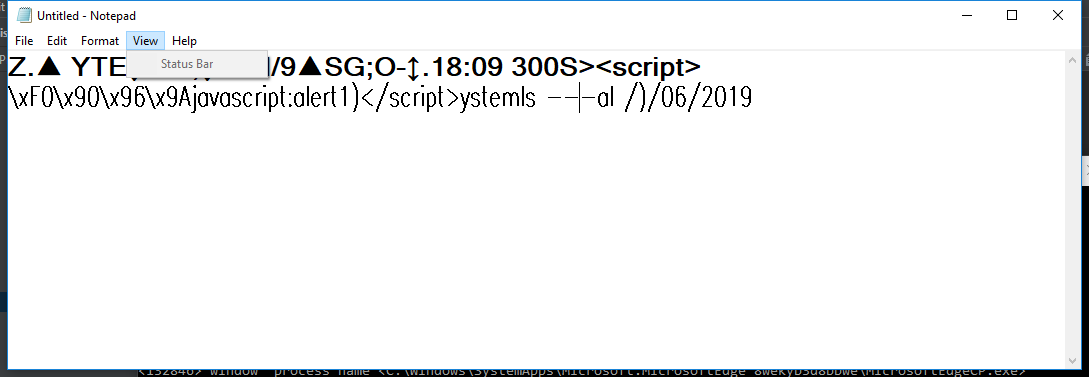 Untitled - Notepad
File Edit Format View Help
Status Bar
Z.▲ YTE /9▲SG;O-↕.18:09 300S><script>
\xF0\x90\x96\x9Ajavascript:alert1)</script>ystemls ---al /)/06/2019
<132846> window process name <C:\Windows\SystemApps\Microsoft.MicrosoftEdge_8wekyb3d8bbwe\MicrosoftEdgeCP.exe>